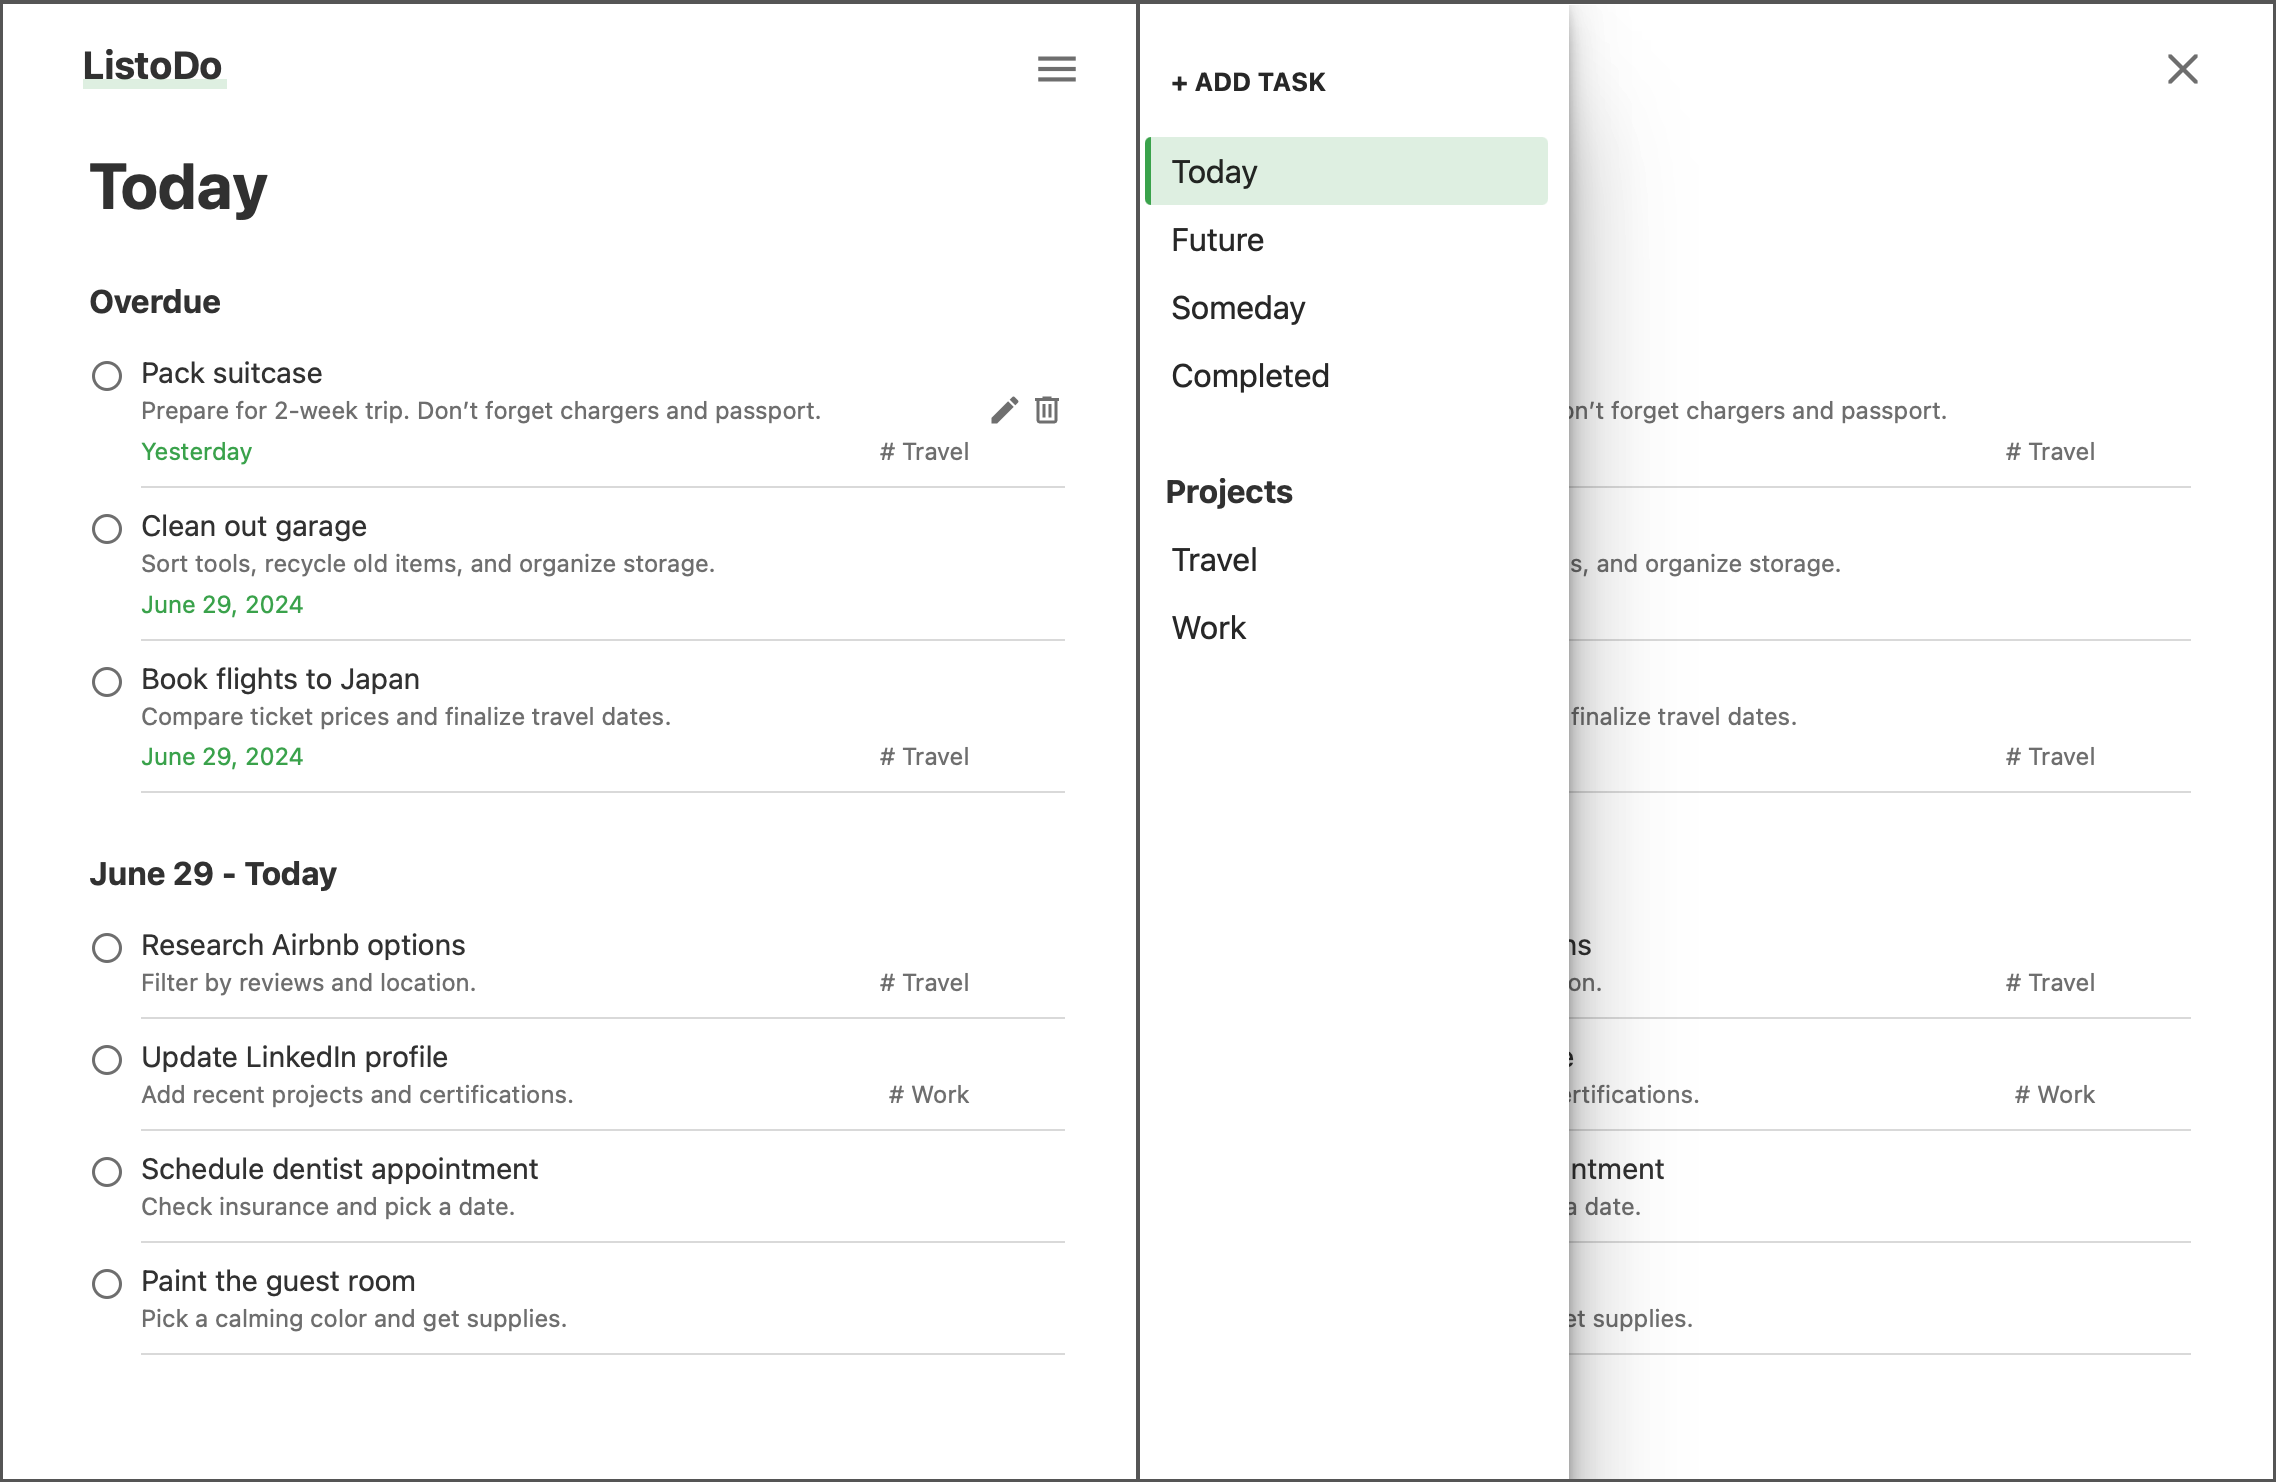 ListoDo
Today
Overdue
Pack suitcase
Prepare for 2-week trip. Don’t forget chargers and passport.
Yesterday # Travel
Clean out garage
Sort tools, recycle old items, and organize storage.
June 29, 2024
Book flights to Japan
Compare ticket prices and finalize travel dates.
June 29, 2024 # Travel
June 29 - Today
Research Airbnb options
Filter by reviews and location. # Travel
Update LinkedIn profile
Add recent projects and certifications. # Work
Schedule dentist appointment
Check insurance and pick a date.
Paint the guest room
Pick a calming color and get supplies.
+ ADD TASK
Today
Future
Someday
Completed
Projects
Travel
Work
on’t forget chargers and passport.
# Travel
s, and organize storage.
finalize travel dates.
# Travel
ns
on. # Travel
e
ertifications. # Work
ntment
a date.
et supplies.